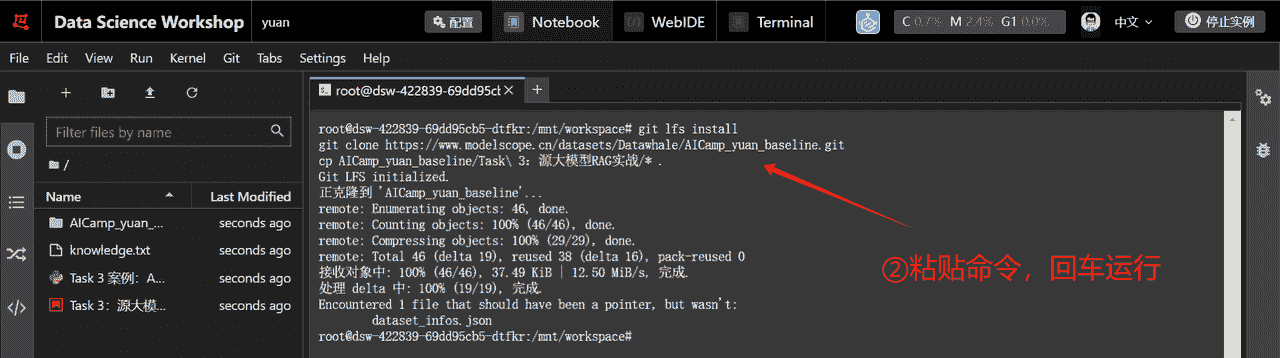 Data Science Workshop yuan 配置 Notebook WebIDE Terminal C 0.7% M 2.4% G1 0.0% 中文 停止实例
File Edit View Run Kernel Git Tabs Settings Help
root@dsw-422839-69dd95cb
Filter files by name
/
Name Last Modified
AICamp_yuan_... seconds ago
knowledge.txt seconds ago
Task 3 案例：A... seconds ago
Task 3：源大模... seconds ago
root@dsw-422839-69dd95cb5-dtfkr:/mnt/workspace# git lfs install
git clone https://www.modelscope.cn/datasets/Datawhale/AICamp_yuan_baseline.git
cp AICamp_yuan_baseline/Task\ 3：源大模型RAG实战/* .
Git LFS initialized.
正克隆到 'AICamp_yuan_baseline'...
remote: Enumerating objects: 46, done.
remote: Counting objects: 100% (46/46), done.
remote: Compressing objects: 100% (29/29), done.
remote: Total 46 (delta 19), reused 38 (delta 16), pack-reused 0
接收对象中: 100% (46/46), 37.49 KiB | 12.50 MiB/s, 完成.
处理 delta 中: 100% (19/19), 完成.
Encountered 1 file that should have been a pointer, but wasn't:
dataset_infos.json
root@dsw-422839-69dd95cb5-dtfkr:/mnt/workspace#
②粘贴命令，回车运行